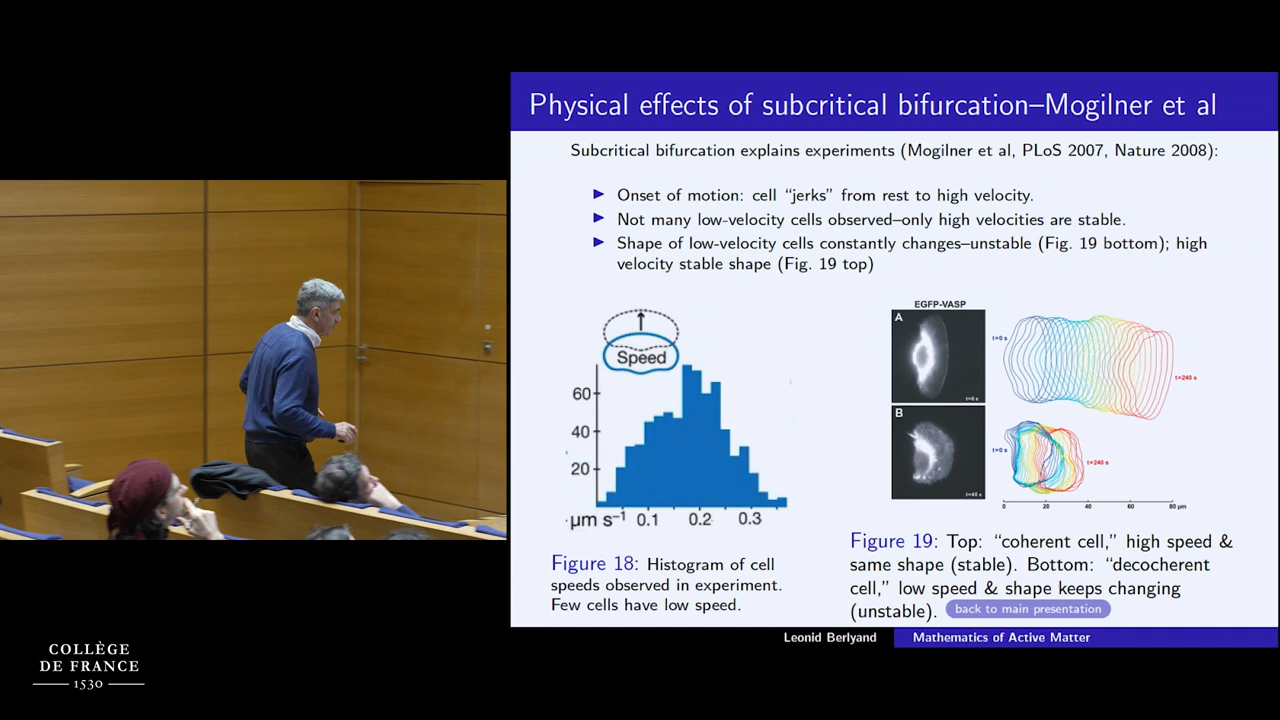 Physical effects of subcritical bifurcation–Mogilner et al
Subcritical bifurcation explains experiments (Mogilner et al, PLoS 2007, Nature 2008):
Onset of motion: cell “jerks” from rest to high velocity.
Not many low-velocity cells observed–only high velocities are stable.
Shape of low-velocity cells constantly changes–unstable (Fig. 19 bottom); high
velocity stable shape (Fig. 19 top)
Speed
60
40
20
μm s⁻¹ 0.1 0.2 0.3
Figure 18: Histogram of cell
speeds observed in experiment.
Few cells have low speed.
EGFP-VASP
A
t=0 s
t=240 s
B
t=0 s
t=240 s
0 20 40 60 80 μm
Figure 19: Top: “coherent cell,” high speed &
same shape (stable). Bottom: “decocherent
cell,” low speed & shape keeps changing
(unstable). back to main presentation
Leonid Berlyand Mathematics of Active Matter
COLLÈGE
DE FRANCE
1530